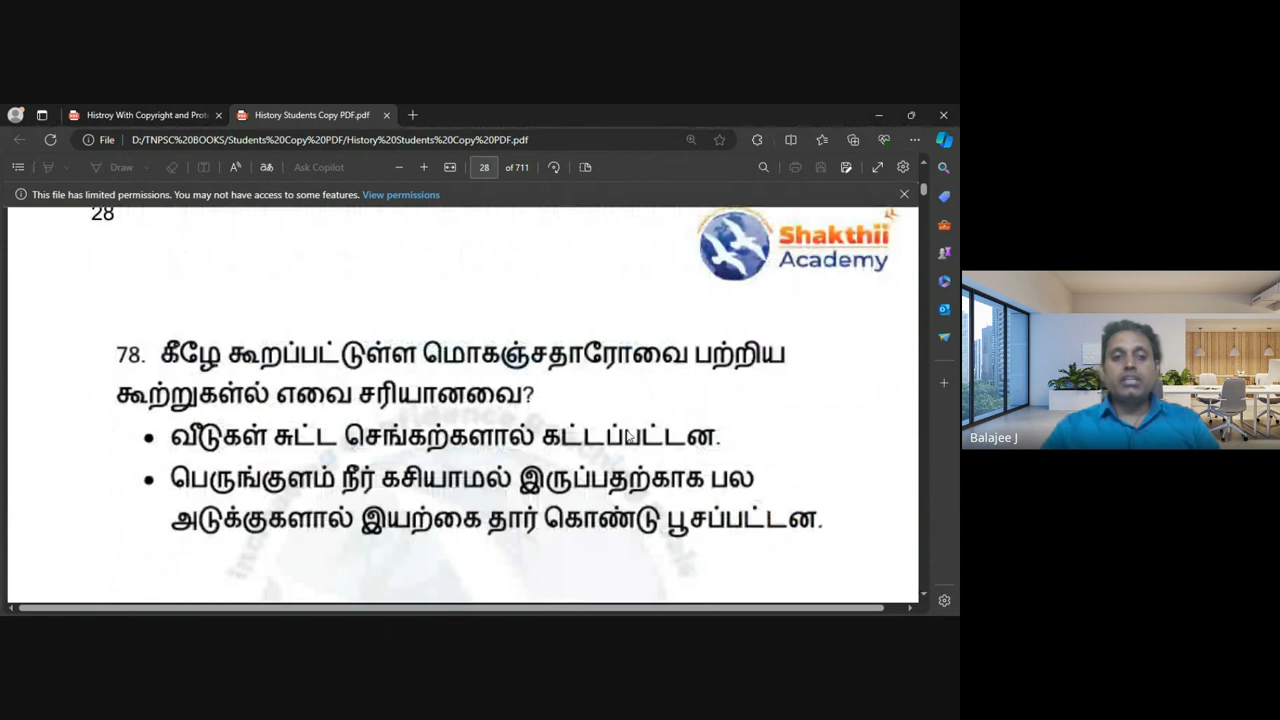 Histroy With Copyright and Prot
History Students Copy PDF.pdf
File
D:/TNPSC%20BOOKS/Students%20Copy%20PDF/History%20Students%20Copy%20PDF.pdf
Draw
Ask Copilot
28
of 711
This file has limited permissions. You may not have access to some features. View permissions
28
Shakthii
Academy
78. கீழே கூறப்பட்டுள்ள மொகஞ்சதாரோவை பற்றிய
கூற்றுகள்ல் எவை சரியானவை?
• வீடுகள் சுட்ட செங்கற்களால் கட்டப்பட்டன.
• பெருங்குளம் நீர் கசியாமல் இருப்பதற்காக பல
அடுக்குகளால் இயற்கை தார் கொண்டு பூசப்பட்டன.
Balajee J